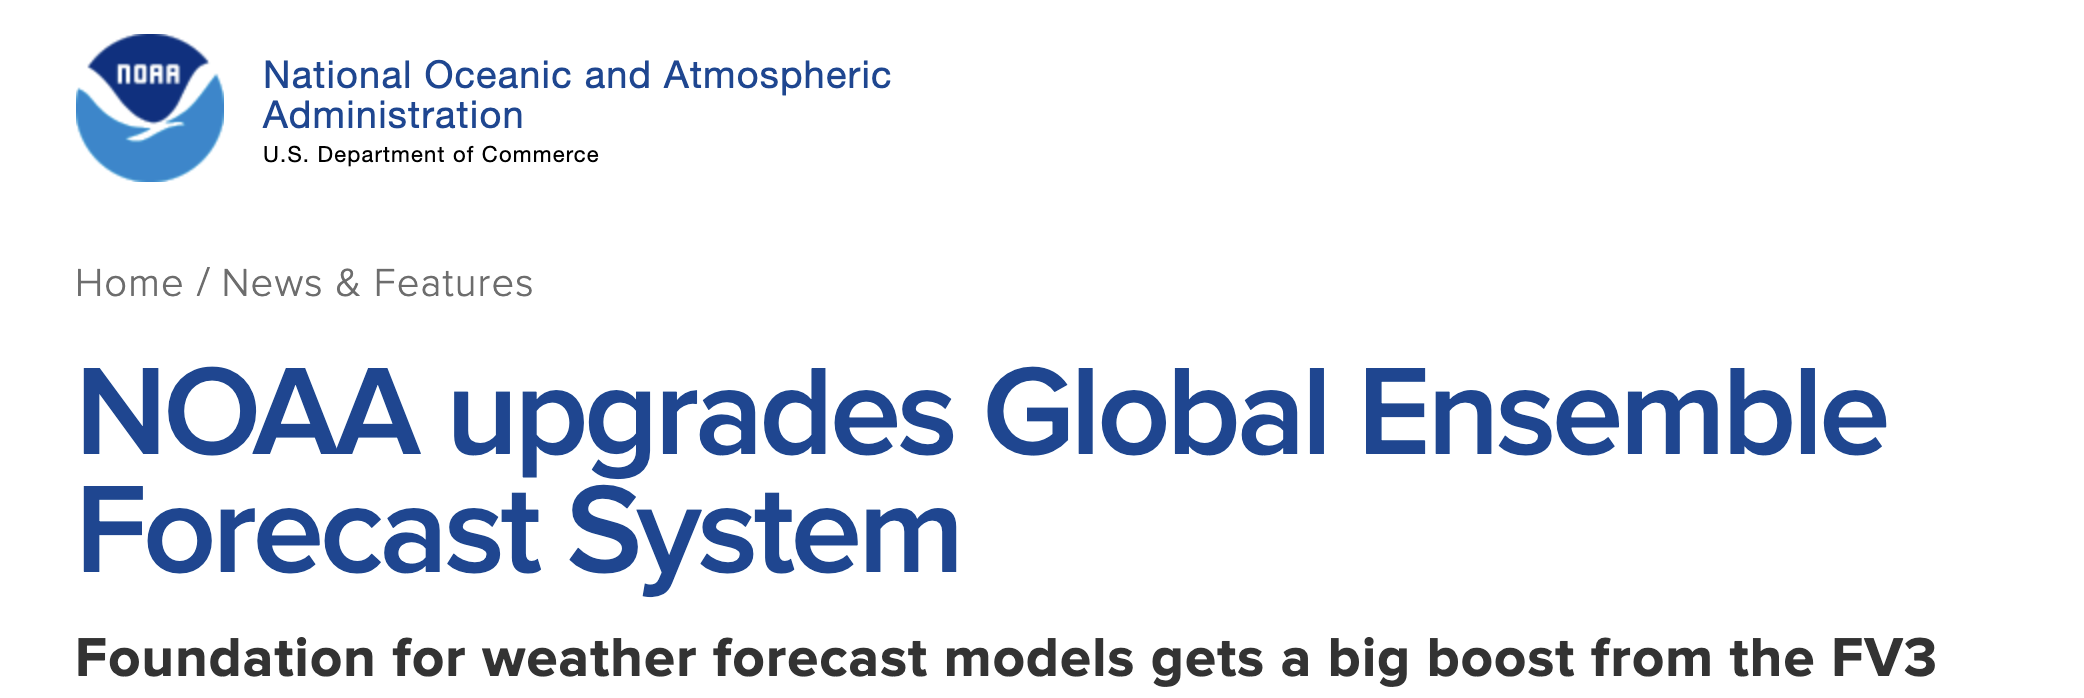 NOAA
National Oceanic and Atmospheric
Administration
U.S. Department of Commerce
Home / News & Features
NOAA upgrades Global Ensemble
Forecast System
Foundation for weather forecast models gets a big boost from the FV3